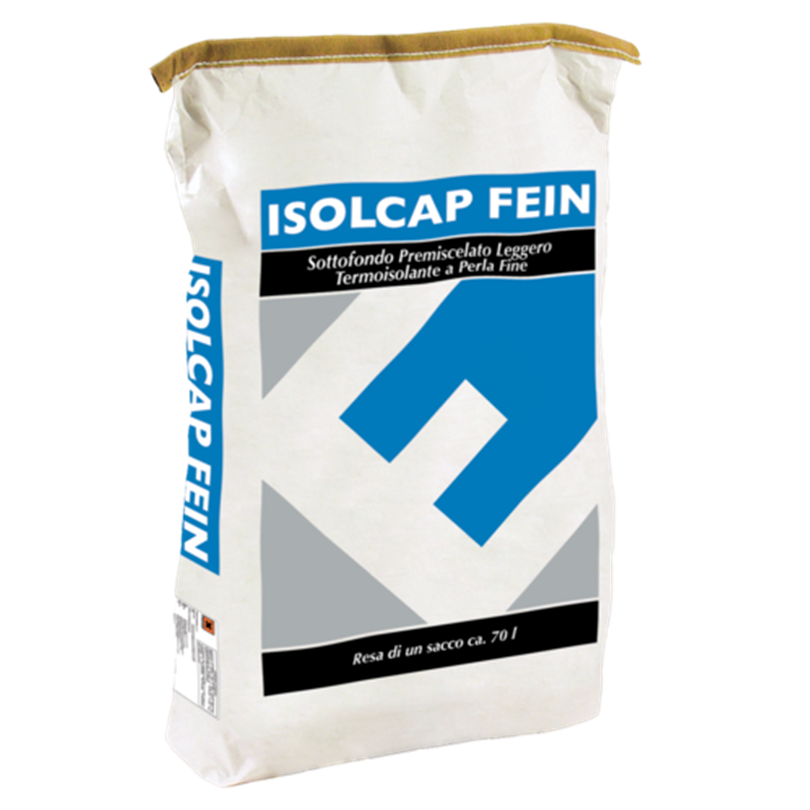 ISOLCAP FEIN
Sottofondo Premiscelato Leggero
Termoisolante a Perla Fine
ISOLCAP FEIN
Resa di un sacco ca. 70 l